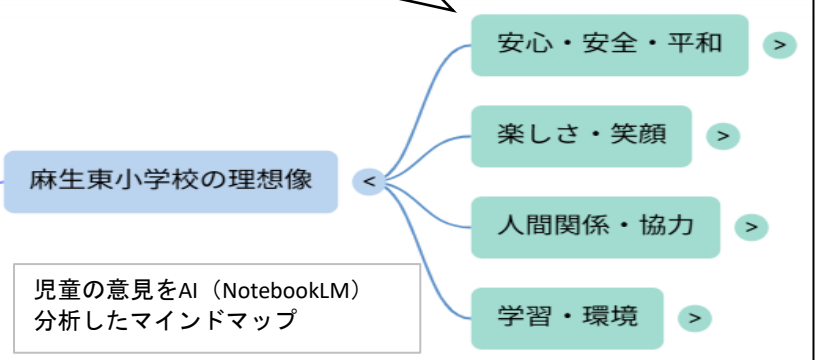 安心・安全・平和 >
楽しさ・笑顔 >
麻生東小学校の理想像 <
人間関係・協力 >
学習・環境 >
児童の意見をAI（NotebookLM）
分析したマインドマップ